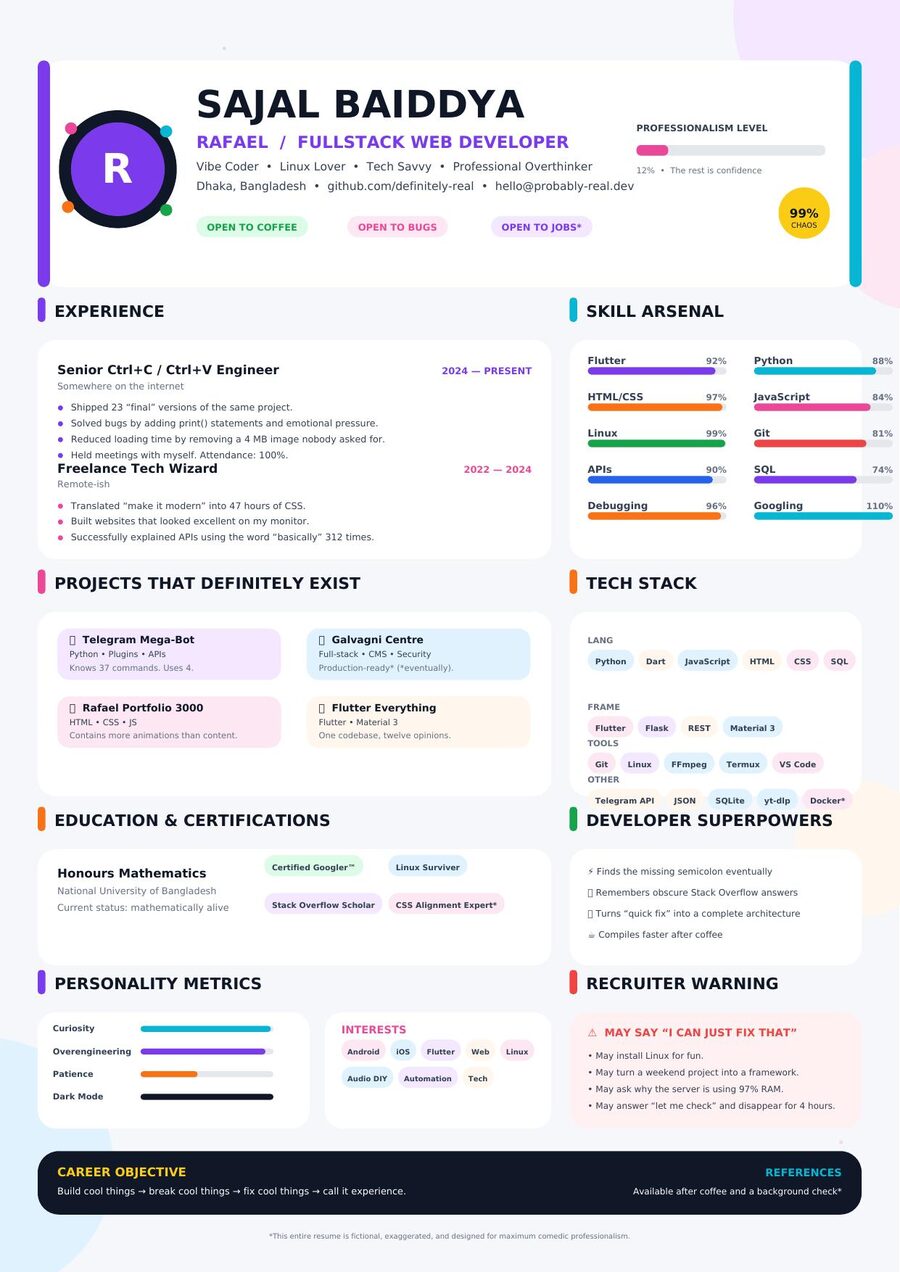 R
SAJAL BAIDDYA
RAFAEL / FULLSTACK WEB DEVELOPER
Vibe Coder • Linux Lover • Tech Savvy • Professional Overthinker
Dhaka, Bangladesh • github.com/definitely-real • hello@probably-real.dev
OPEN TO COFFEE
OPEN TO BUGS
OPEN TO JOBS*
PROFESSIONALISM LEVEL
12% • The rest is confidence
99%
CHAOS
EXPERIENCE
Senior Ctrl+C / Ctrl+V Engineer
2024 — PRESENT
Somewhere on the internet
• Shipped 23 “final” versions of the same project.
• Solved bugs by adding print() statements and emotional pressure.
• Reduced loading time by removing a 4 MB image nobody asked for.
• Held meetings with myself. Attendance: 100%.
Freelance Tech Wizard
2022 — 2024
Remote-ish
• Translated “make it modern” into 47 hours of CSS.
• Built websites that looked excellent on my monitor.
• Successfully explained APIs using the word “basically” 312 times.
SKILL ARSENAL
Flutter 92%
Python 88%
HTML/CSS 97%
JavaScript 84%
Linux 99%
Git 81%
APIs 90%
SQL 74%
Debugging 96%
Googling 110%
PROJECTS THAT DEFINITELY EXIST
Telegram Mega-Bot
Python • Plugins • APIs
Knows 37 commands. Uses 4.
Galvagni Centre
Full-stack • CMS • Security
Production-ready* (*eventually).
Rafael Portfolio 3000
HTML • CSS • JS
Contains more animations than content.
Flutter Everything
Flutter • Material 3
One codebase, twelve opinions.
TECH STACK
LANG
Python Dart JavaScript HTML CSS SQL
FRAME
Flutter Flask REST Material 3
TOOLS
Git Linux FFmpeg Termux VS Code
OTHER
Telegram API JSON SQLite yt-dlp Docker*
EDUCATION & CERTIFICATIONS
Honours Mathematics
National University of Bangladesh
Current status: mathematically alive
Certified Googler™
Linux Surviver
Stack Overflow Scholar
CSS Alignment Expert*
DEVELOPER SUPERPOWERS
⚡ Finds the missing semicolon eventually
Remembers obscure Stack Overflow answers
Turns “quick fix” into a complete architecture
☕ Compiles faster after coffee
PERSONALITY METRICS
Curiosity
Overengineering
Patience
Dark Mode
INTERESTS
Android iOS Flutter Web Linux
Audio DIY Automation Tech
RECRUITER WARNING
⚠ MAY SAY “I CAN JUST FIX THAT”
• May install Linux for fun.
• May turn a weekend project into a framework.
• May ask why the server is using 97% RAM.
• May answer “let me check” and disappear for 4 hours.
CAREER OBJECTIVE
Build cool things → break cool things → fix cool things → call it experience.
REFERENCES
Available after coffee and a background check*
*This entire resume is fictional, exaggerated, and designed for maximum comedic professionalism.